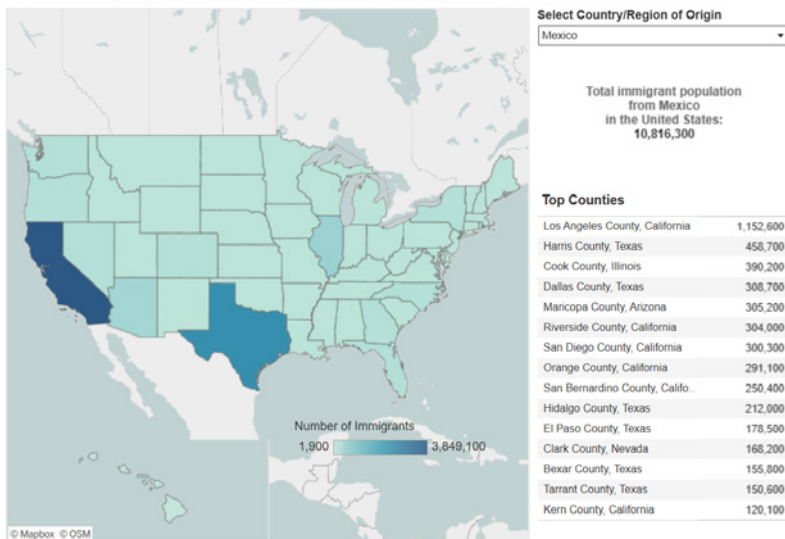 Select Country/Region of Origin
Mexico
Total immigrant population
from Mexico
in the United States:
10,816,300
Top Counties
Los Angeles County, California 1,152,600
Harris County, Texas 458,700
Cook County, Illinois 390,200
Dallas County, Texas 308,700
Maricopa County, Arizona 305,200
Riverside County, California 304,000
San Diego County, California 300,300
Orange County, California 291,100
San Bernardino County, Califo.. 250,400
Hidalgo County, Texas 212,000
El Paso County, Texas 178,500
Clark County, Nevada 168,200
Bexar County, Texas 155,800
Tarrant County, Texas 150,600
Kern County, California 120,100
Number of Immigrants
1,900 3,849,100
© Mapbox © OSM